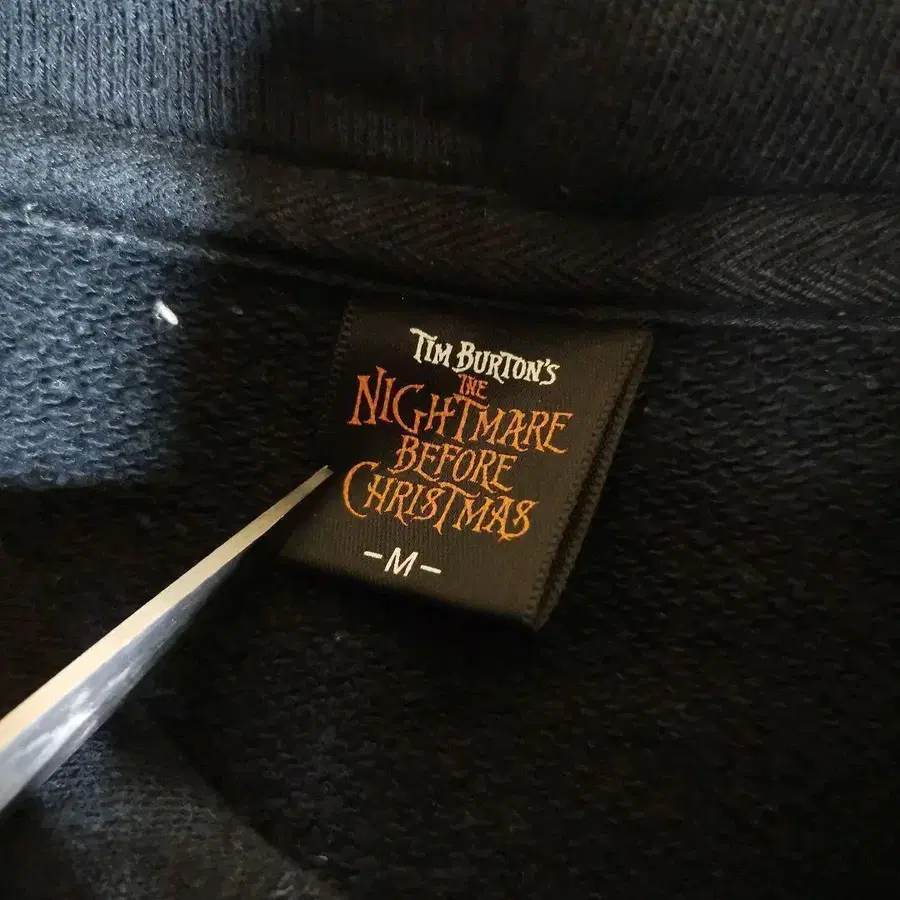 TIM BURTON'S
THE
NIGHTMARE
BEFORE
CHRISTMAS
-M-